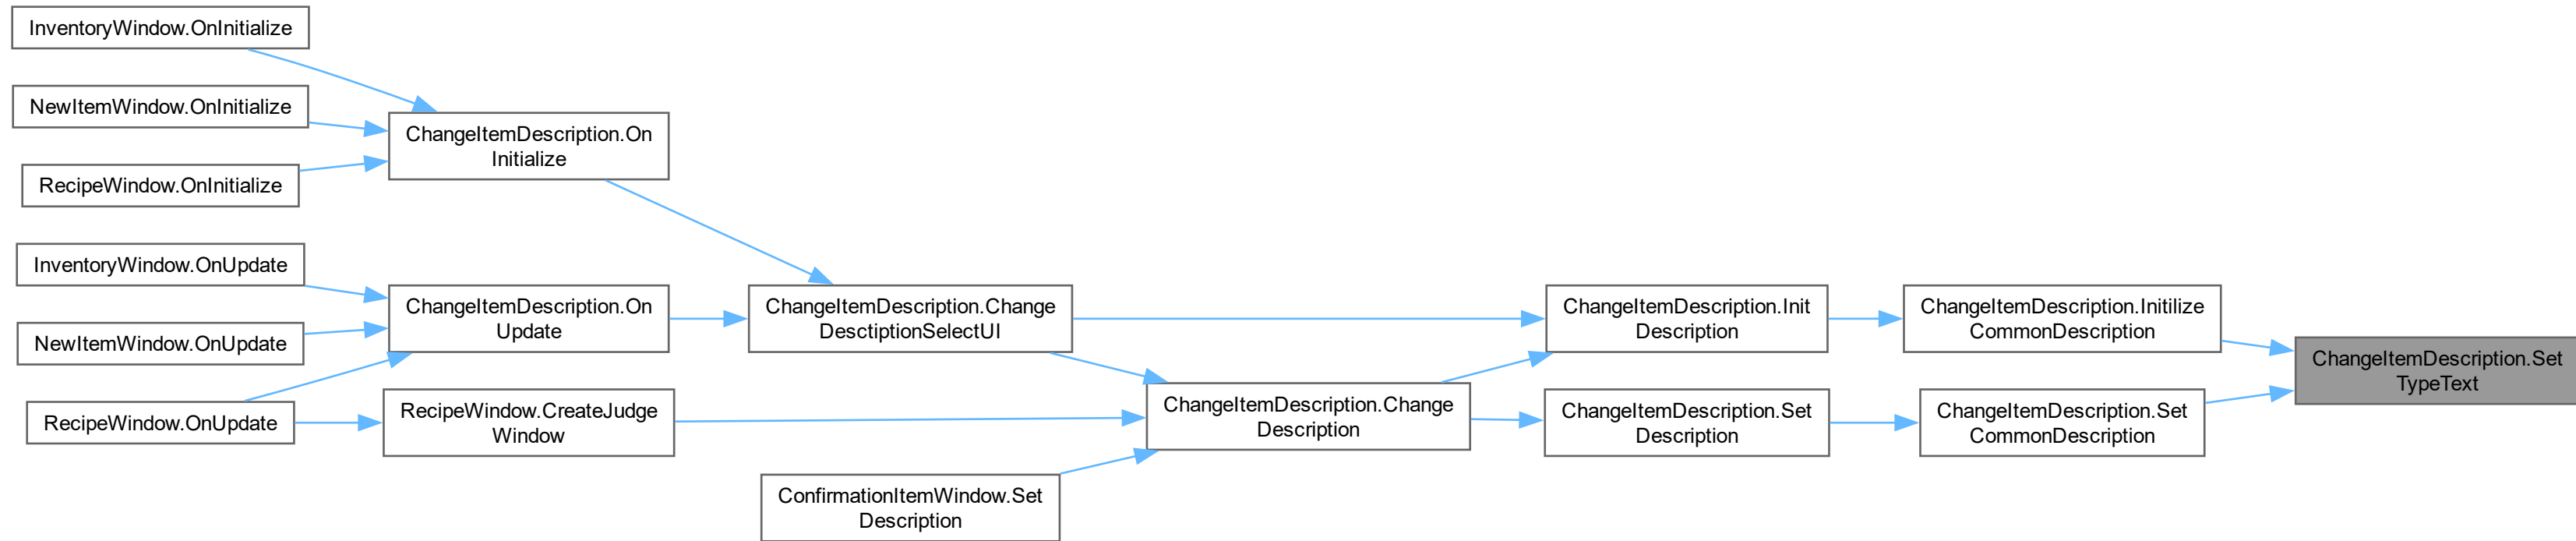 InventoryWindow.OnInitialize
NewItemWindow.OnInitialize
RecipeWindow.OnInitialize
InventoryWindow.OnUpdate
NewItemWindow.OnUpdate
RecipeWindow.OnUpdate
ChangeItemDescription.On
Initialize
ChangeItemDescription.On
Update
RecipeWindow.CreateJudge
Window
ChangeItemDescription.Change
DesctiptionSelectUI
ConfirmationItemWindow.Set
Description
ChangeItemDescription.Change
Description
ChangeItemDescription.Init
Description
ChangeItemDescription.Set
Description
ChangeItemDescription.Initilize
CommonDescription
ChangeItemDescription.Set
CommonDescription
ChangeItemDescription.Set
TypeText